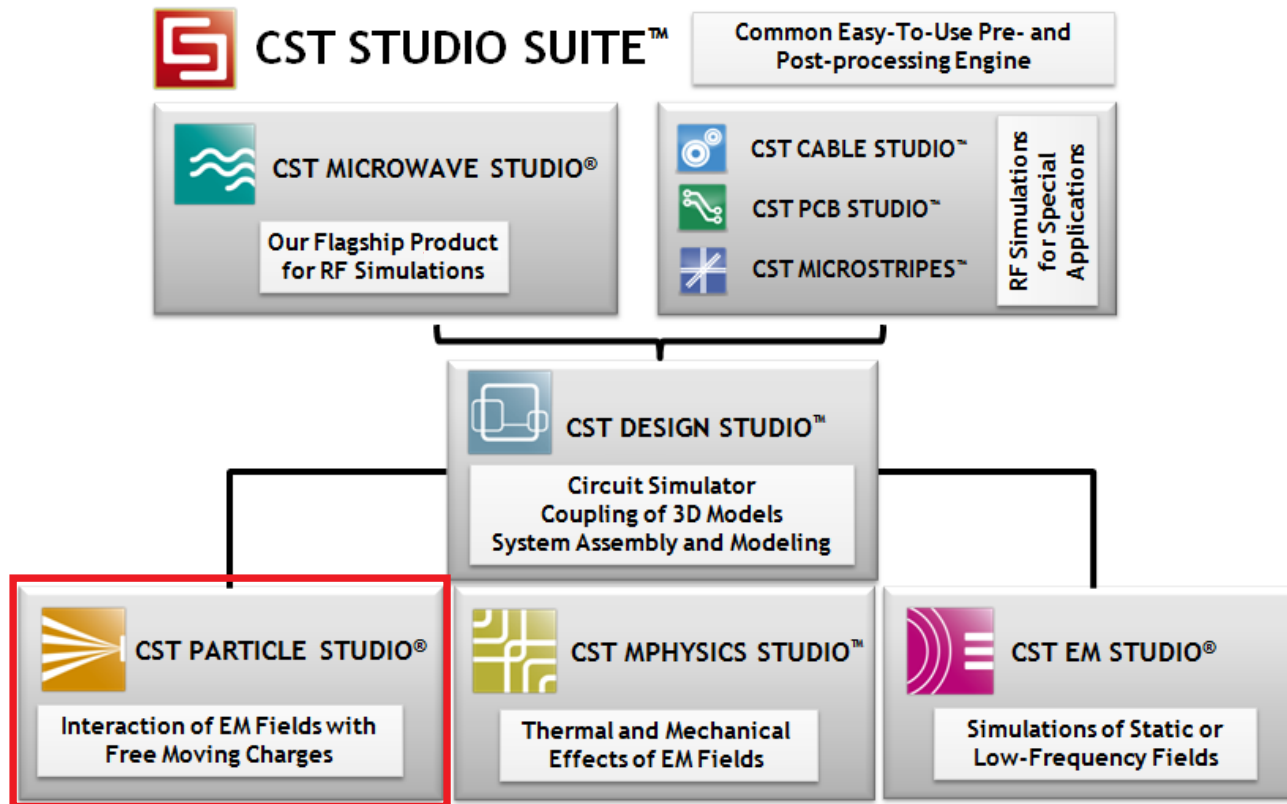 CST STUDIO SUITE™
Common Easy-To-Use Pre- and
Post-processing Engine
CST MICROWAVE STUDIO®
Our Flagship Product
for RF Simulations
CST CABLE STUDIO™
CST PCB STUDIO™
CST MICROSTRIPES™
RF Simulations
for Special
Applications
CST DESIGN STUDIO™
Circuit Simulator
Coupling of 3D Models
System Assembly and Modeling
CST PARTICLE STUDIO®
Interaction of EM Fields with
Free Moving Charges
CST MPHYSICS STUDIO™
Thermal and Mechanical
Effects of EM Fields
CST EM STUDIO®
Simulations of Static or
Low-Frequency Fields